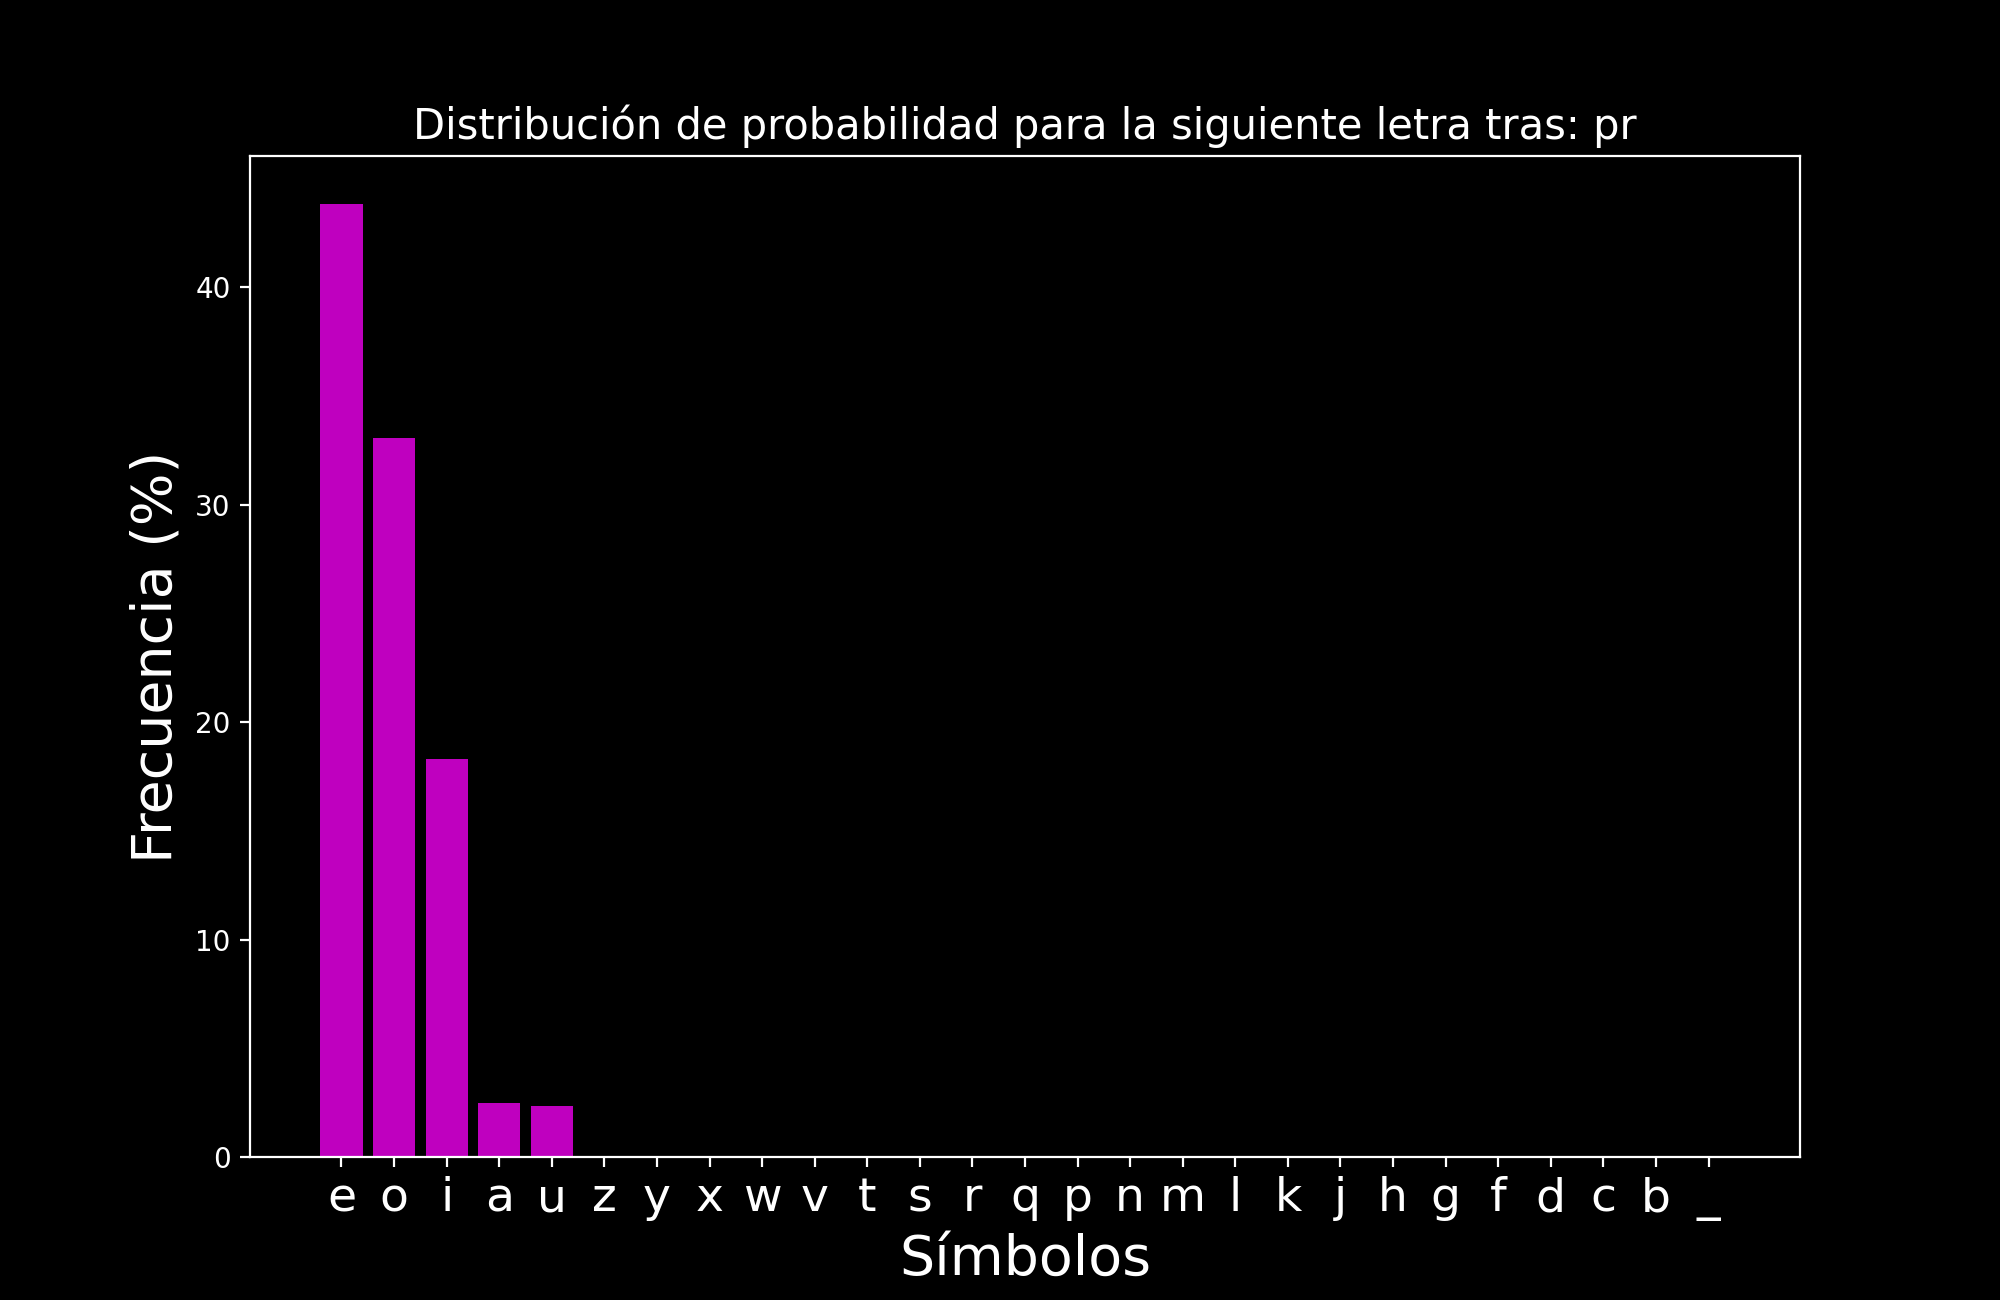 Distribución de probabilidad para la siguiente letra tras: pr
Frecuencia (%)
40
30
20
10
0
e o i a u z y x w v t s r q p n m l k j h g f d c b _
Símbolos